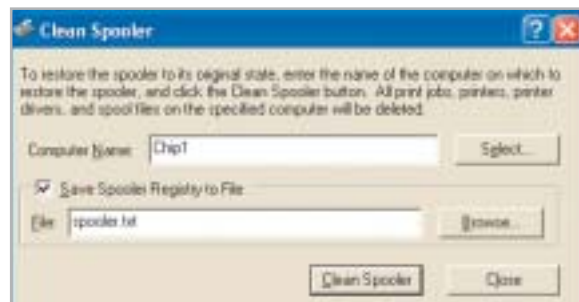 Clean Spooler
To restore the spooler to its original state, enter the name of the computer on which to
restore the spooler, and click the Clean Spooler button. All print jobs, printers, printer
drivers, and spool files on the specified computer will be deleted.
Computer Name: Chip1 Select...
Save Spooler Registry to File
File: spooler.txt Browse...
Clean Spooler Close